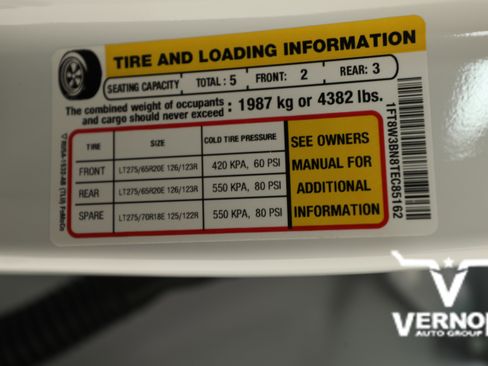 TIRE AND LOADING INFORMATION
SEATING CAPACITY TOTAL : 5 FRONT: 2 REAR: 3
The combined weight of occupants and cargo should never exceed : 1987 kg or 4382 lbs.
TIRE SIZE COLD TIRE PRESSURE
FRONT LT275/65R20E 126/123R 420 KPA, 60 PSI
REAR LT275/65R20E 126/123R 550 KPA, 80 PSI
SPARE LT275/70R18E 125/122R 550 KPA, 80 PSI
SEE OWNERS
MANUAL FOR
ADDITIONAL
INFORMATION
1FT8W3BN8TEC85162
VERNO
AUTO GROUP